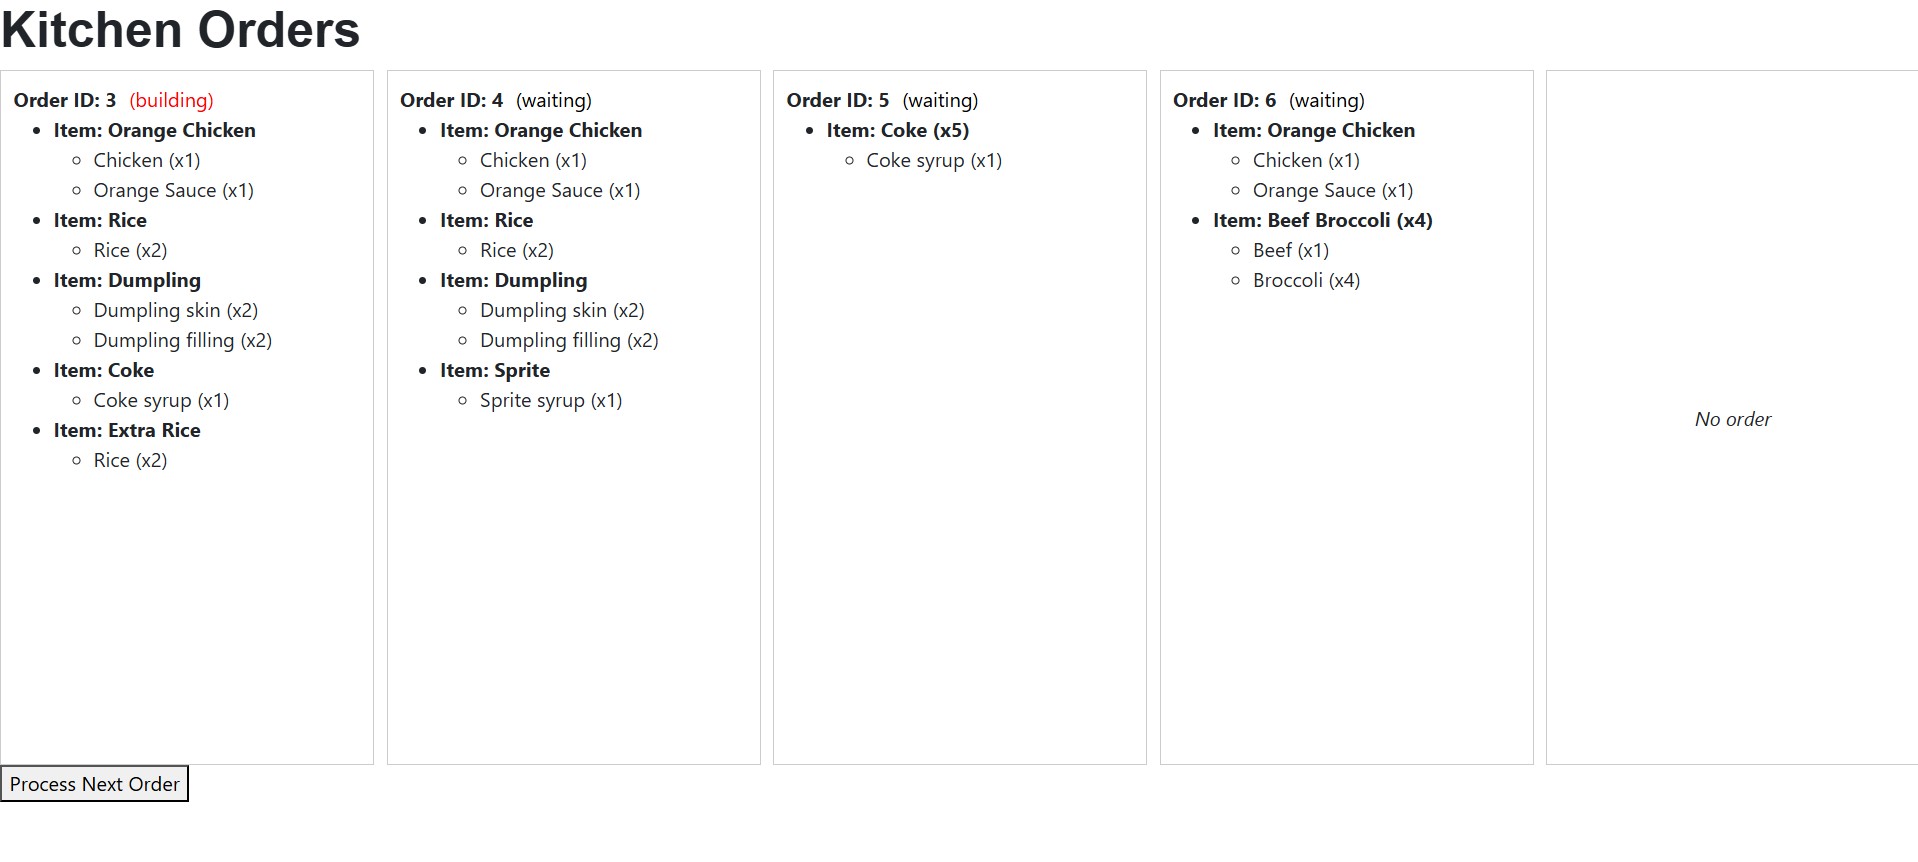 Kitchen Orders
Order ID: 3 (building)
Item: Orange Chicken
Chicken (x1)
Orange Sauce (x1)
Item: Rice
Rice (x2)
Item: Dumpling
Dumpling skin (x2)
Dumpling filling (x2)
Item: Coke
Coke syrup (x1)
Item: Extra Rice
Rice (x2)
Order ID: 4 (waiting)
Item: Orange Chicken
Chicken (x1)
Orange Sauce (x1)
Item: Rice
Rice (x2)
Item: Dumpling
Dumpling skin (x2)
Dumpling filling (x2)
Item: Sprite
Sprite syrup (x1)
Order ID: 5 (waiting)
Item: Coke (x5)
Coke syrup (x1)
Order ID: 6 (waiting)
Item: Orange Chicken
Chicken (x1)
Orange Sauce (x1)
Item: Beef Broccoli (x4)
Beef (x1)
Broccoli (x4)
No order
Process Next Order